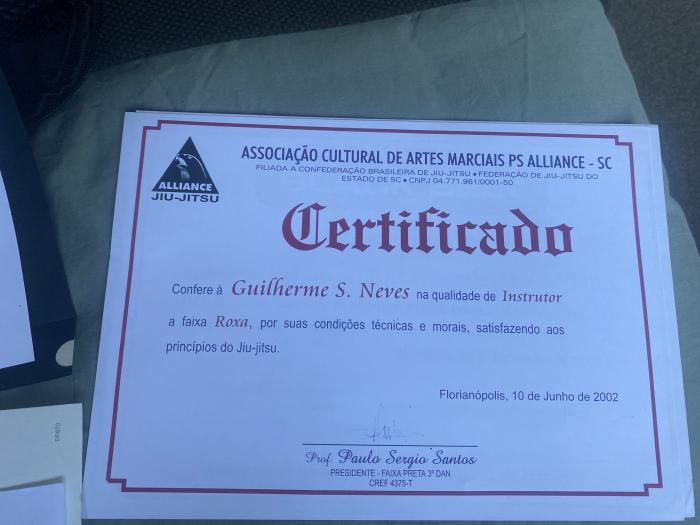 ASSOCIAÇÃO CULTURAL DE ARTES MARCIAIS PS ALLIANCE - SC
FILIADA A CONFEDERAÇÃO BRASILEIRA DE JIU-JITSU • FEDERAÇÃO DE JIU-JITSU DO
ESTADO DE SC • CNPJ 04.771.961/0001-50
ALLIANCE
JIU-JITSU
Certificado
Confere à Guilherme S. Neves na qualidade de Instrutor
a faixa Roxa, por suas condições técnicas e morais, satisfazendo aos
princípios do Jiu-jitsu.
Florianópolis, 10 de Junho de 2002
Prof. Paulo Sergio Santos
PRESIDENTE - FAIXA PRETA 3º DAN
CREF 4375-T